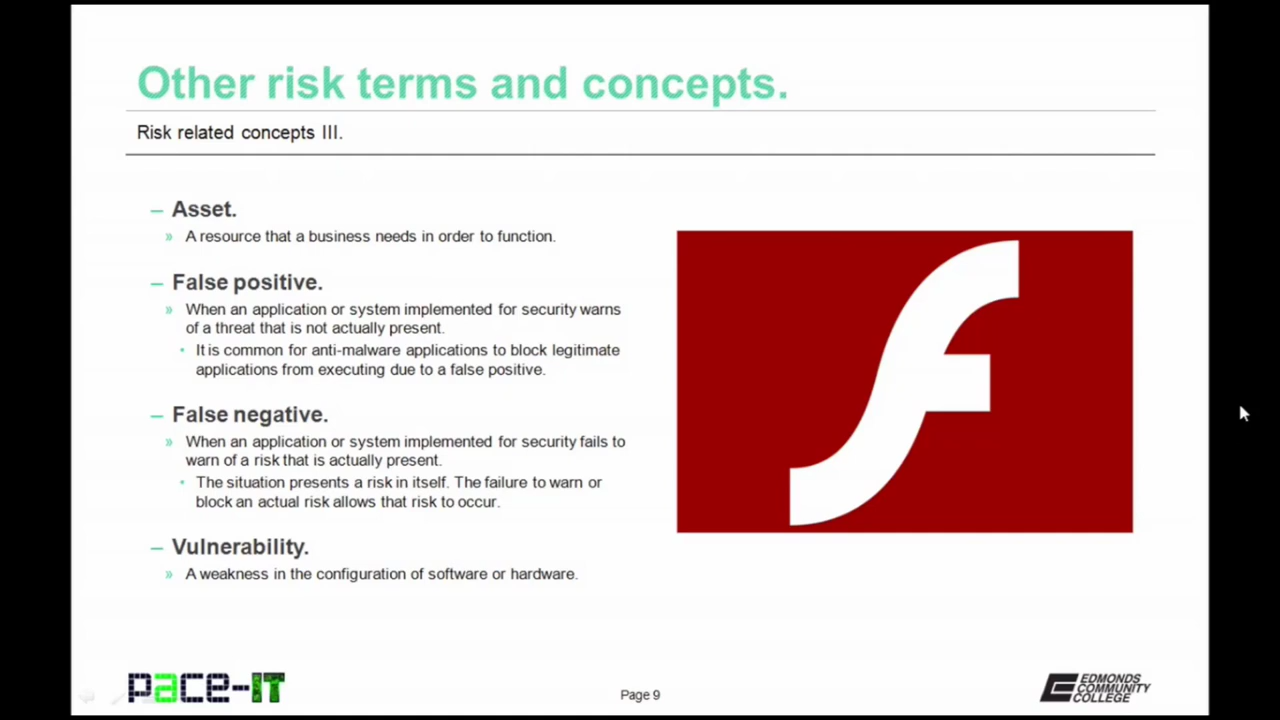 Other risk terms and concepts.
Risk related concepts III.
– Asset.
» A resource that a business needs in order to function.
– False positive.
» When an application or system implemented for security warns
of a threat that is not actually present.
• It is common for anti-malware applications to block legitimate
applications from executing due to a false positive.
– False negative.
» When an application or system implemented for security fails to
warn of a risk that is actually present.
• The situation presents a risk in itself. The failure to warn or
block an actual risk allows that risk to occur.
– Vulnerability.
» A weakness in the configuration of software or hardware.
pace-IT
Page 9
EDMONDS
COMMUNITY
COLLEGE